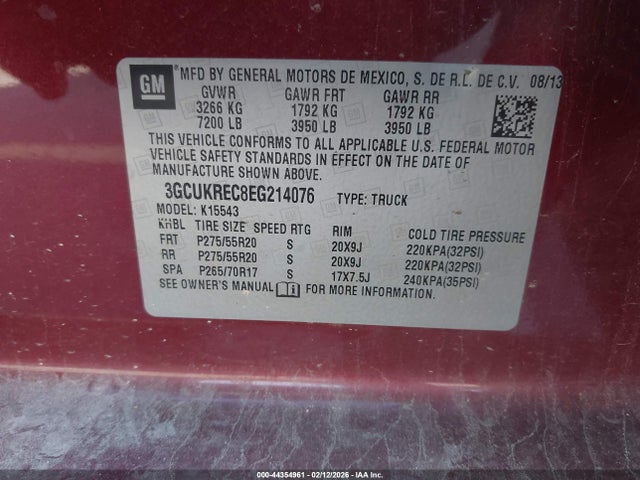 GM MFD BY GENERAL MOTORS DE MEXICO, S. DE R.L. DE C.V. 08/13
GVWR GAWR FRT GAWR RR
3266 KG 1792 KG 1792 KG
7200 LB 3950 LB 3950 LB
THIS VEHICLE CONFORMS TO ALL APPLICABLE U.S. FEDERAL MOTOR
VEHICLE SAFETY STANDARDS IN EFFECT ON THE DATE OF
MANUFACTURE SHOWN ABOVE.
3GCUKREC8EG214076 TYPE: TRUCK
MODEL: K15543
KHBL TIRE SIZE SPEED RTG RIM COLD TIRE PRESSURE
FRT P275/55R20 S 20X9J 220KPA(32PSI)
RR P275/55R20 S 20X9J 220KPA(32PSI)
SPA P265/70R17 S 17X7.5J 240KPA(35PSI)
SEE OWNER'S MANUAL FOR MORE INFORMATION.
000-44354961 02/12/2026 IAA Inc.